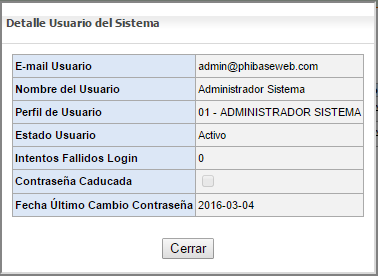 Detalle Usuario del Sistema
E-mail Usuario admin@phibaseweb.com
Nombre del Usuario Administrador Sistema
Perfil de Usuario 01 - ADMINISTRADOR SISTEMA
Estado Usuario Activo
Intentos Fallidos Login 0
Contraseña Caducada
Fecha Último Cambio Contraseña 2016-03-04
Cerrar